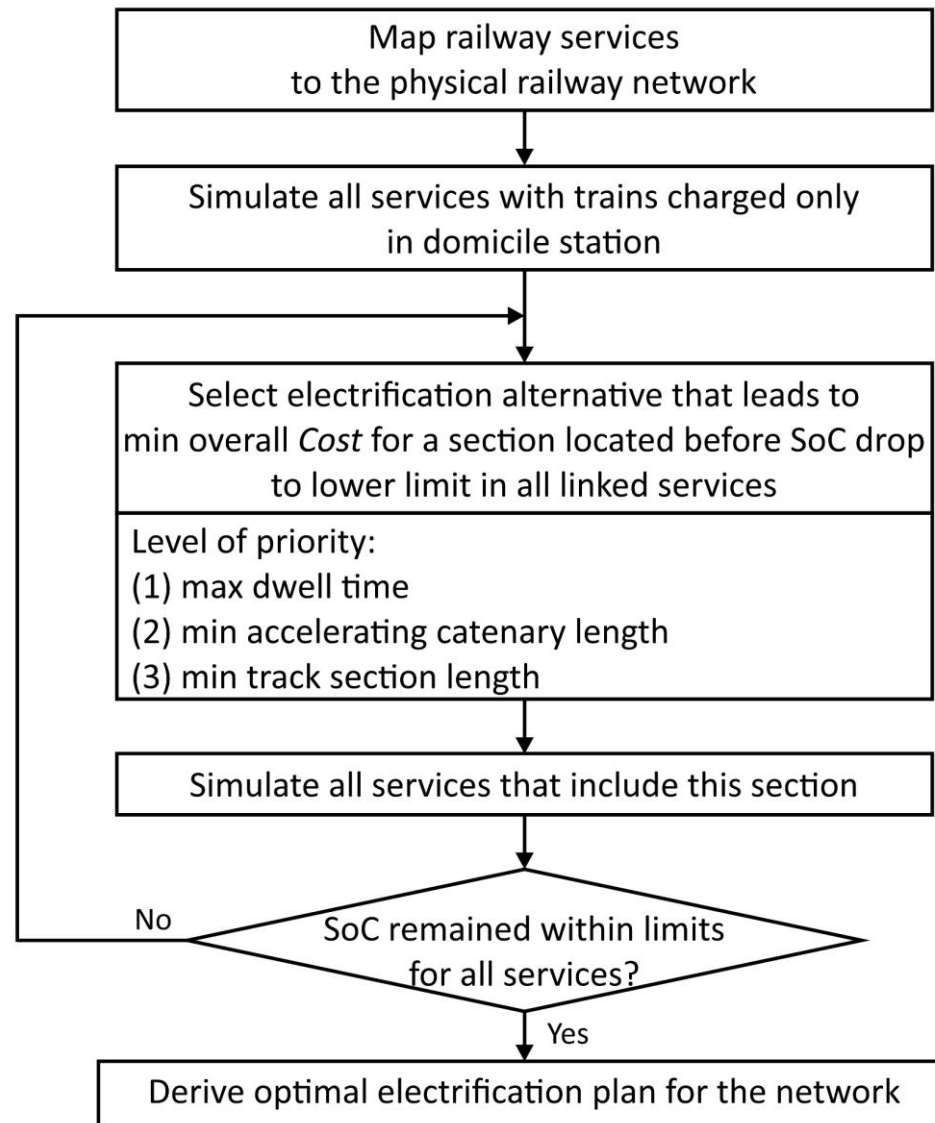 Map railway services
to the physical railway network
Simulate all services with trains charged only
in domicile station
Select electrification alternative that leads to
min overall Cost for a section located before SoC drop
to lower limit in all linked services
Level of priority:
(1) max dwell time
(2) min accelerating catenary length
(3) min track section length
Simulate all services that include this section
No
SoC remained within limits
for all services?
Yes
Derive optimal electrification plan for the network